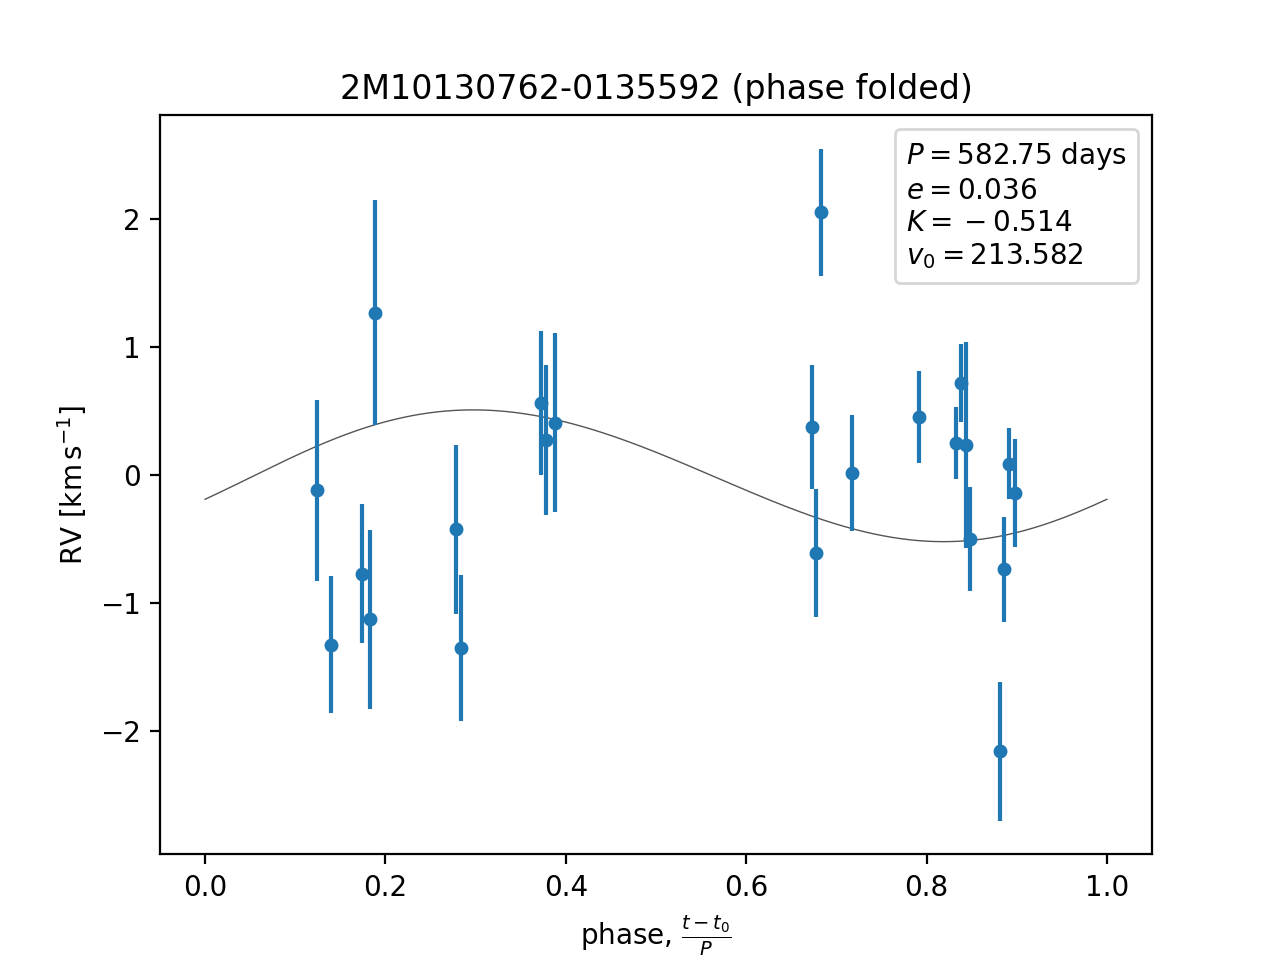 2M10130762-0135592 (phase folded)
P = 582.75 days
e = 0.036
K = −0.514
v₀ = 213.582
2
1
0
−1
−2
RV [km s⁻¹]
0.0 0.2 0.4 0.6 0.8 1.0
phase, (t − t₀)/P